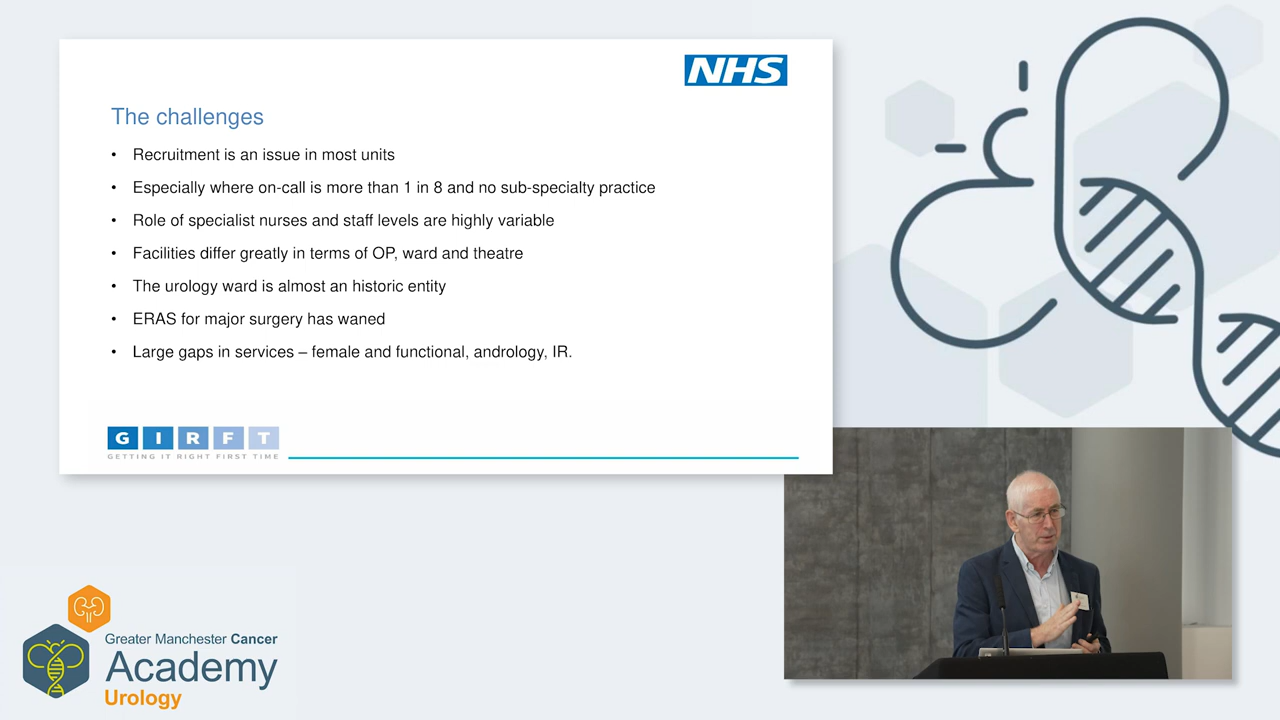 NHS
The challenges
• Recruitment is an issue in most units
• Especially where on-call is more than 1 in 8 and no sub-specialty practice
• Role of specialist nurses and staff levels are highly variable
• Facilities differ greatly in terms of OP, ward and theatre
• The urology ward is almost an historic entity
• ERAS for major surgery has waned
• Large gaps in services – female and functional, andrology, IR.
G I R F T
GETTING IT RIGHT FIRST TIME
Greater Manchester Cancer
Academy
Urology